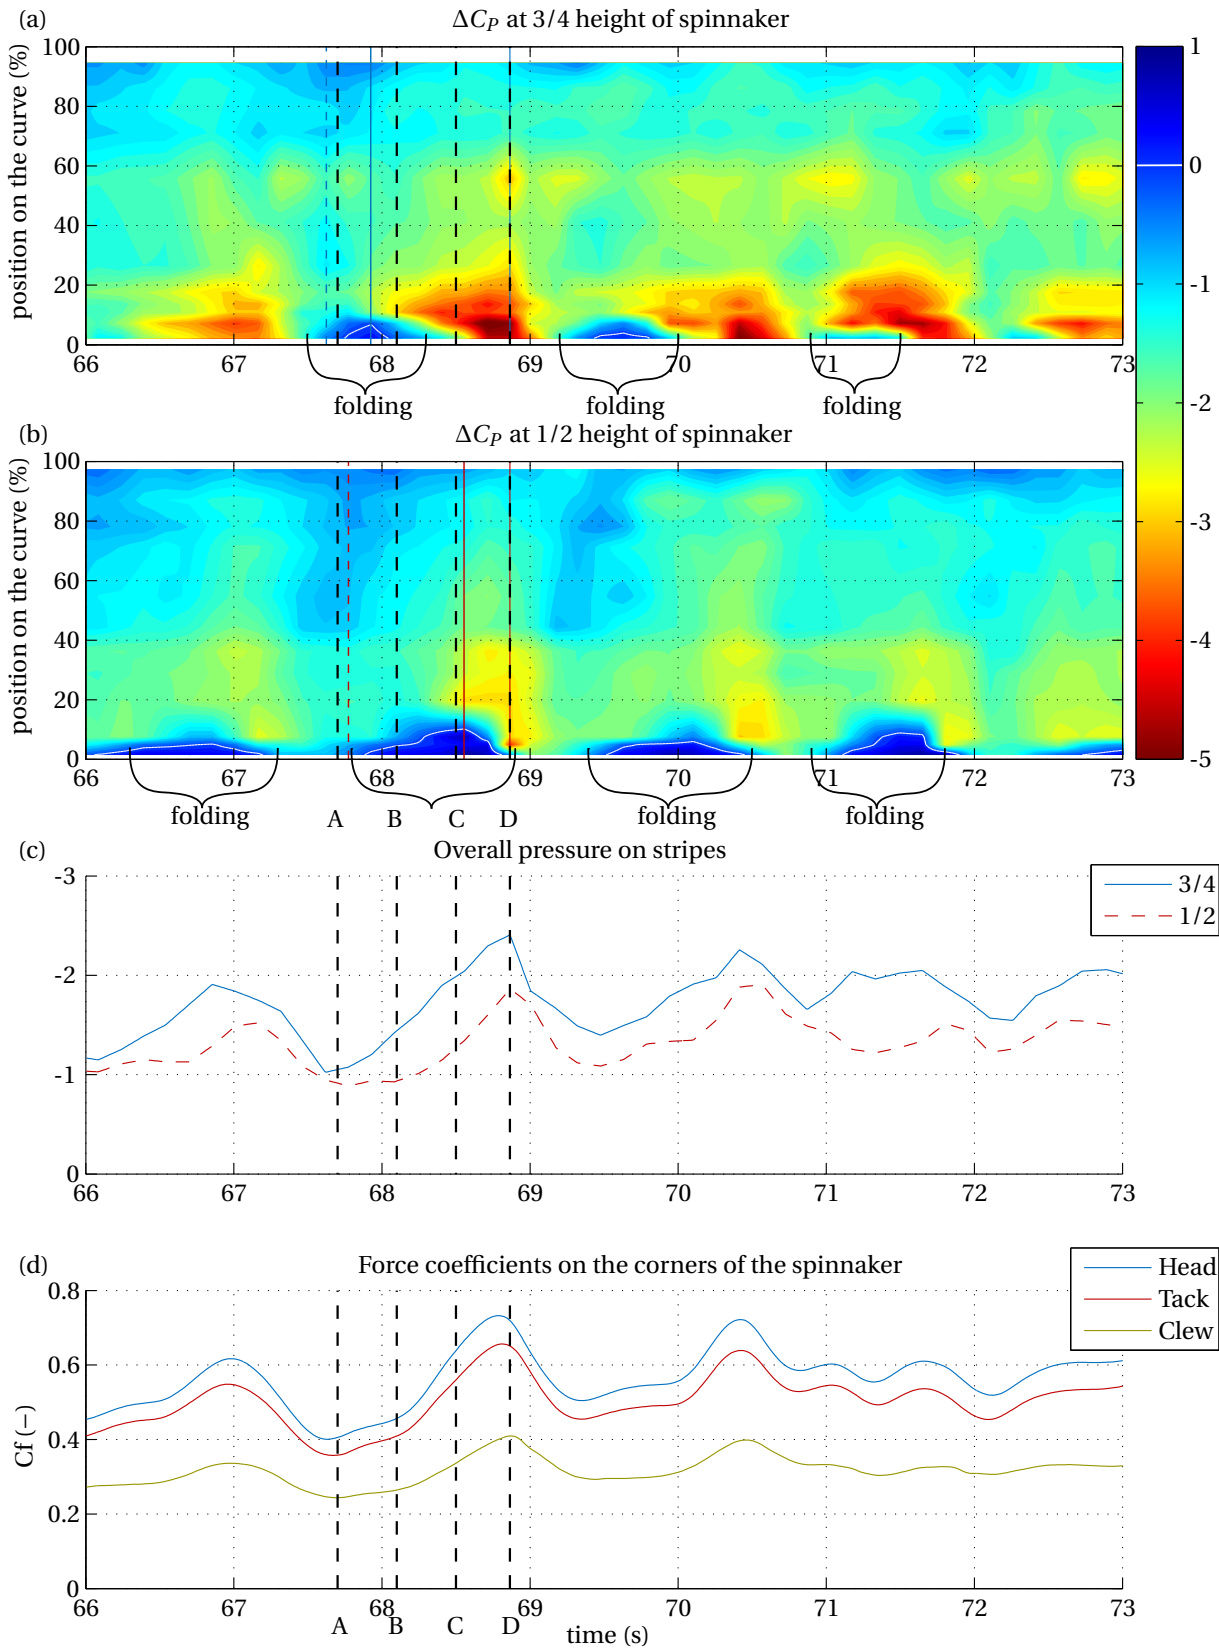 (a)
ΔC_P at 3/4 height of spinnaker
position on the curve (%)
100
80
60
40
20
0
66 67 68 69 70 71 72 73
folding folding folding
1
0
-1
-2
-3
-4
-5
(b)
ΔC_P at 1/2 height of spinnaker
position on the curve (%)
100
80
60
40
20
0
66 67 68 69 70 71 72 73
folding folding folding
A B C D
(c)
Overall pressure on stripes
-3
-2
-1
0
3/4
1/2
66 67 68 69 70 71 72 73
(d)
Force coefficients on the corners of the spinnaker
Cf (−)
0.8
0.6
0.4
0.2
0
Head
Tack
Clew
66 67 68 69 70 71 72 73
A B C D
time (s)